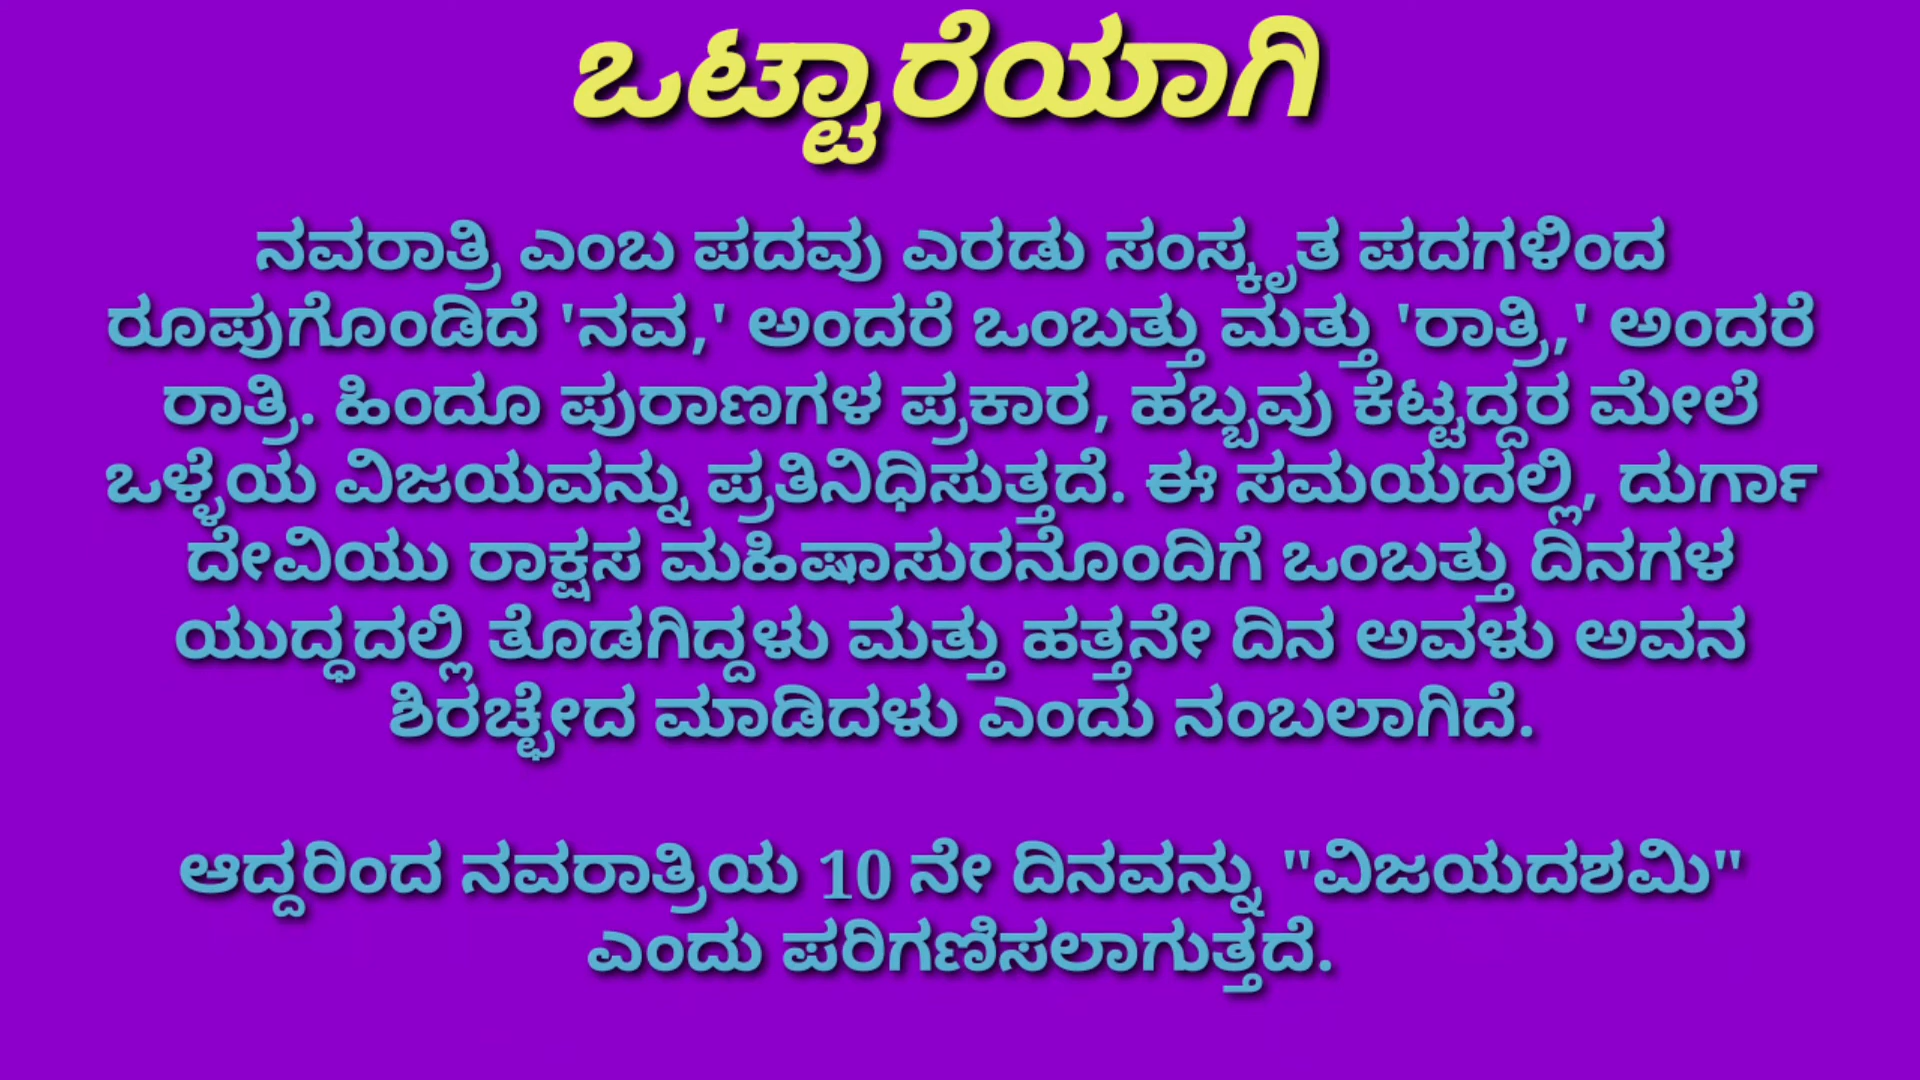 ಒಟ್ಟಾರೆಯಾಗಿ
ನವರಾತ್ರಿ ಎಂಬ ಪದವು ಎರಡು ಸಂಸ್ಕೃತ ಪದಗಳಿಂದ
ರೂಪುಗೊಂಡಿದೆ 'ನವ,' ಅಂದರೆ ಒಂಬತ್ತು ಮತ್ತು 'ರಾತ್ರಿ,' ಅಂದರೆ
ರಾತ್ರಿ. ಹಿಂದೂ ಪುರಾಣಗಳ ಪ್ರಕಾರ, ಹಬ್ಬವು ಕೆಟ್ಟದ್ದರ ಮೇಲೆ
ಒಳ್ಳೆಯ ವಿಜಯವನ್ನು ಪ್ರತಿನಿಧಿಸುತ್ತದೆ. ಈ ಸಮಯದಲ್ಲಿ, ದುರ್ಗಾ
ದೇವಿಯು ರಾಕ್ಷಸ ಮಹಿಷಾಸುರನೊಂದಿಗೆ ಒಂಬತ್ತು ದಿನಗಳ
ಯುದ್ಧದಲ್ಲಿ ತೊಡಗಿದ್ದಳು ಮತ್ತು ಹತ್ತನೇ ದಿನ ಅವಳು ಅವನ
ಶಿರಚ್ಛೇದ ಮಾಡಿದಳು ಎಂದು ನಂಬಲಾಗಿದೆ.
ಆದ್ದರಿಂದ ನವರಾತ್ರಿಯ 10 ನೇ ದಿನವನ್ನು "ವಿಜಯದಶಮಿ"
ಎಂದು ಪರಿಗಣಿಸಲಾಗುತ್ತದೆ.